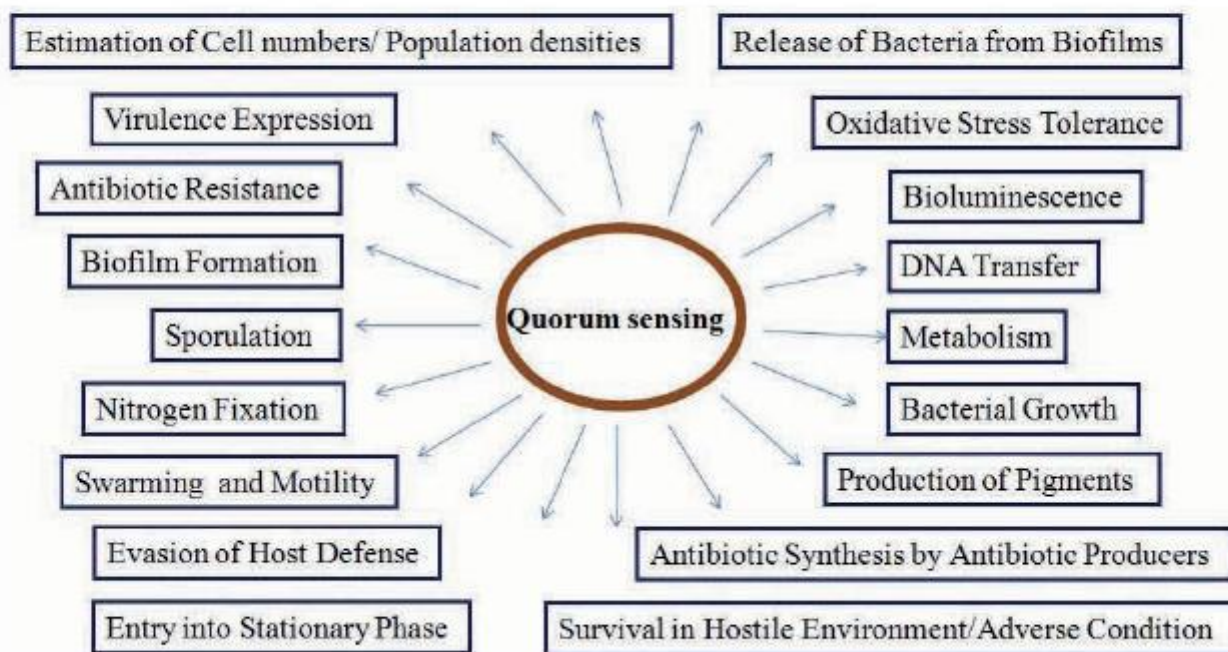 Estimation of Cell numbers/ Population densities
Release of Bacteria from Biofilms
Virulence Expression
Oxidative Stress Tolerance
Antibiotic Resistance
Bioluminescence
Biofilm Formation
DNA Transfer
Quorum sensing
Sporulation
Metabolism
Nitrogen Fixation
Bacterial Growth
Swarming and Motility
Production of Pigments
Evasion of Host Defense
Antibiotic Synthesis by Antibiotic Producers
Entry into Stationary Phase
Survival in Hostile Environment/Adverse Condition